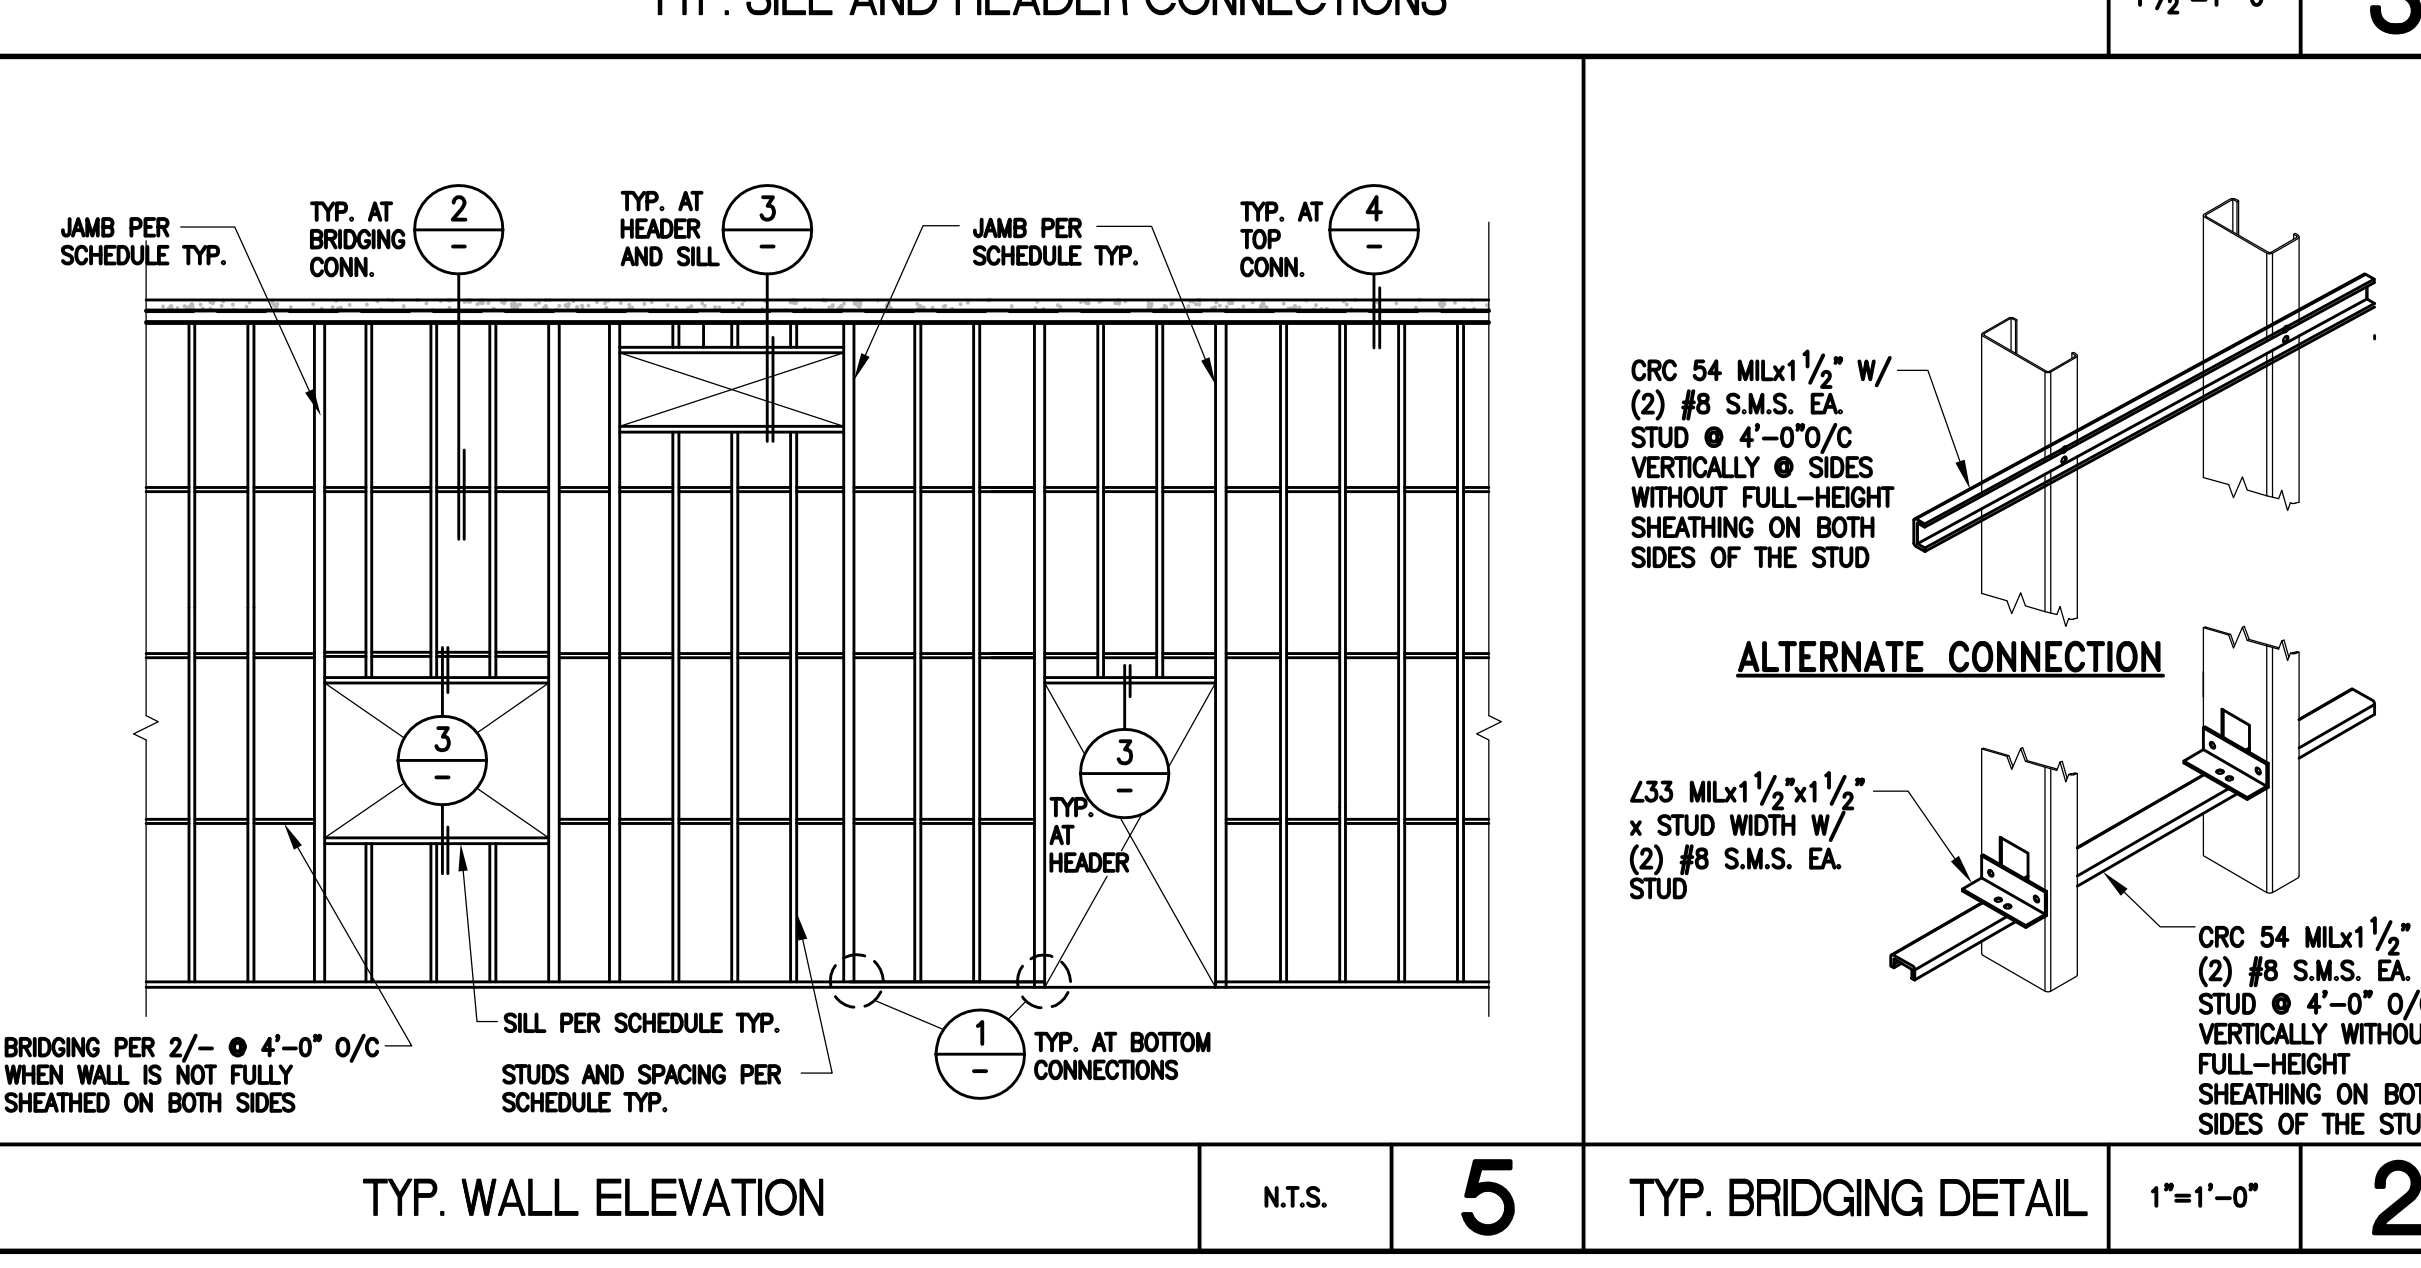 TYP. SILL AND HEADER CONNECTIONS
3
JAMB PER
SCHEDULE TYP.
TYP. AT
BRIDGING
CONN.
2
-
TYP. AT
HEADER
AND SILL
3
-
JAMB PER
SCHEDULE TYP.
TYP. AT
TOP
CONN.
4
-
3
-
3
-
TYP.
AT
HEADER
BRIDGING PER 2/- @ 4'-0" O/C
WHEN WALL IS NOT FULLY
SHEATHED ON BOTH SIDES
SILL PER SCHEDULE TYP.
STUDS AND SPACING PER
SCHEDULE TYP.
1
-
TYP. AT BOTTOM
CONNECTIONS
TYP. WALL ELEVATION
N.T.S.
5
CRC 54 MILx1 1/2" W/
(2) #8 S.M.S. EA.
STUD @ 4'-0"O/C
VERTICALLY @ SIDES
WITHOUT FULL-HEIGHT
SHEATHING ON BOTH
SIDES OF THE STUD
ALTERNATE CONNECTION
∠33 MILx1 1/2"x1 1/2"
x STUD WIDTH W/
(2) #8 S.M.S. EA.
STUD
CRC 54 MILx1 1/2"
(2) #8 S.M.S. EA.
STUD @ 4'-0" O/
VERTICALLY
FULL-HEIGHT
SHEATHING ON
SIDES OF THE
TYP. BRIDGING DETAIL
1"=1'-0"
2